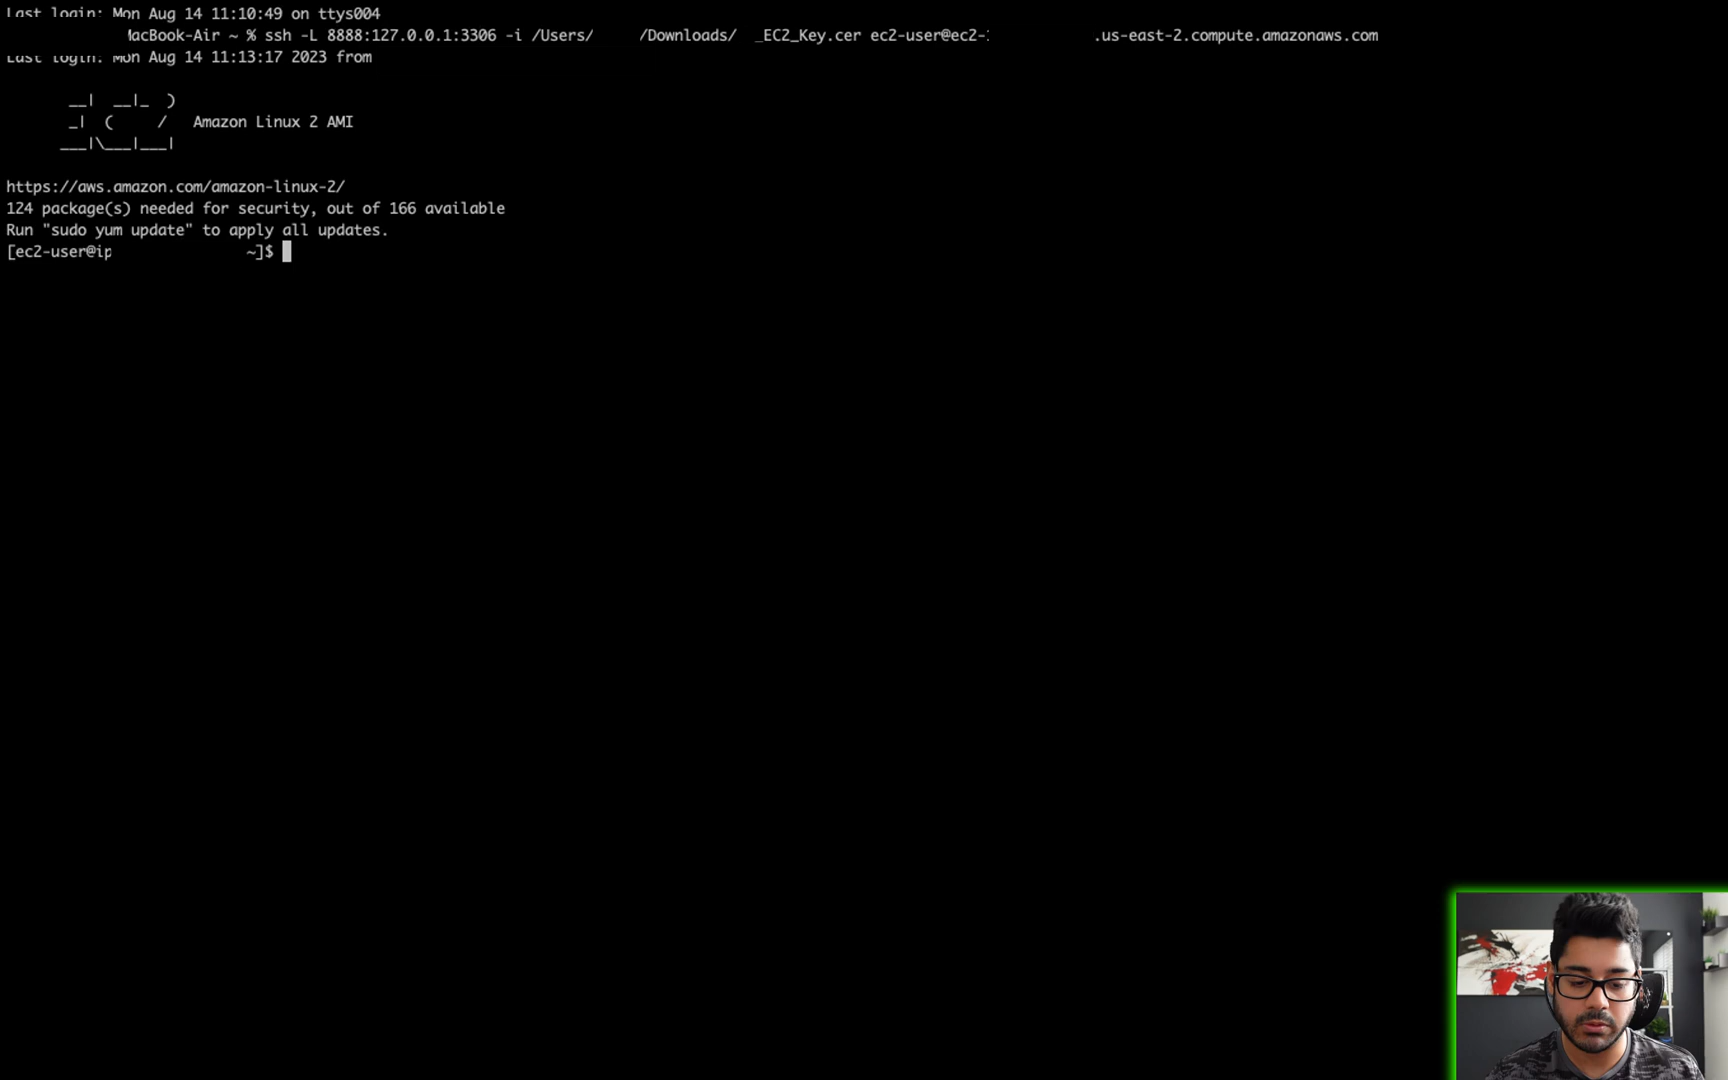 Last login: Mon Aug 14 11:10:49 on ttys004
MacBook-Air ~ % ssh -L 8888:127.0.0.1:3306 -i /Users/ /Downloads/ _EC2_Key.cer ec2-user@ec2- .us-east-2.compute.amazonaws.com
Last login: Mon Aug 14 11:13:17 2023 from
__|  __|_  )
_|  (     /   Amazon Linux 2 AMI
___|\___|___|
https://aws.amazon.com/amazon-linux-2/
124 package(s) needed for security, out of 166 available
Run "sudo yum update" to apply all updates.
[ec2-user@ip ~]$